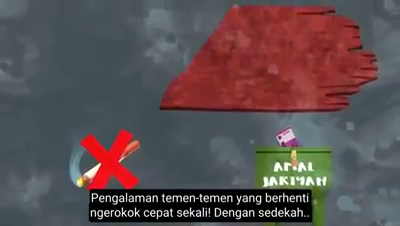 AMAL
JARIYAH
Pengalaman temen-temen yang berhenti
ngerokok cepat sekali! Dengan sedekah..